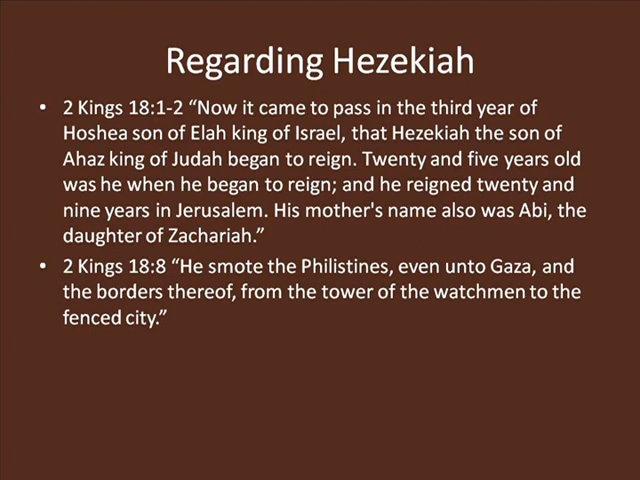 Regarding Hezekiah
• 2 Kings 18:1-2 “Now it came to pass in the third year of
Hoshea son of Elah king of Israel, that Hezekiah the son of
Ahaz king of Judah began to reign. Twenty and five years old
was he when he began to reign; and he reigned twenty and
nine years in Jerusalem. His mother's name also was Abi, the
daughter of Zachariah.”
• 2 Kings 18:8 “He smote the Philistines, even unto Gaza, and
the borders thereof, from the tower of the watchmen to the
fenced city.”